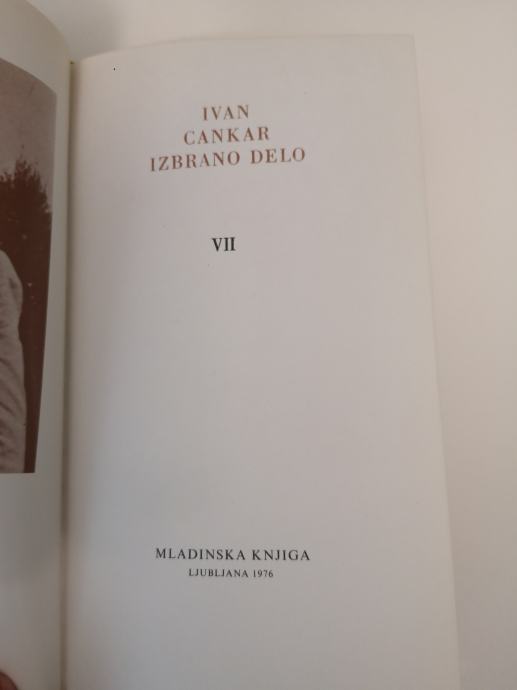 IVAN
CANKAR
IZBRANO DELO
VII
MLADINSKA KNJIGA
LJUBLJANA 1976